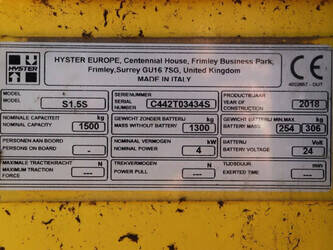 HYSTER
HYSTER EUROPE, Centennial House, Frimley Business Park,
Frimley,Surrey GU16 7SG, United Kingdom
MADE IN ITALY
CE
MODEL
MODEL S1.5S
SERIENUMMER
SERIAL NUMBER C442T03434S
PRODUCTIEJAAR
YEAR OF CONSTRUCTION 2018
NOMINALE CAPACITEIT kg
NOMINAL CAPACITY 1500
GEWICHT ZONDER BATTERIJ kg
MASS WITHOUT BATTERY 1300
GEWICHT BATTERIJ MIN.MAX. kg
BATTERY MASS 254 306
PERSONEN AAN BOORD
PERSON ON BOARD ---
NOMINAAL VERMOGEN kW
NOMINAL POWER 4
BATTERIJ Volt
BATTERY VOLTAGE 24
MAXIMALE TRACTIEKRACHT N
MAXIMUM TRACTION FORCE ---
TREKVERMOGEN N
POWER PULL ---
TIJDSDUUR min
EXERTED TIME ---